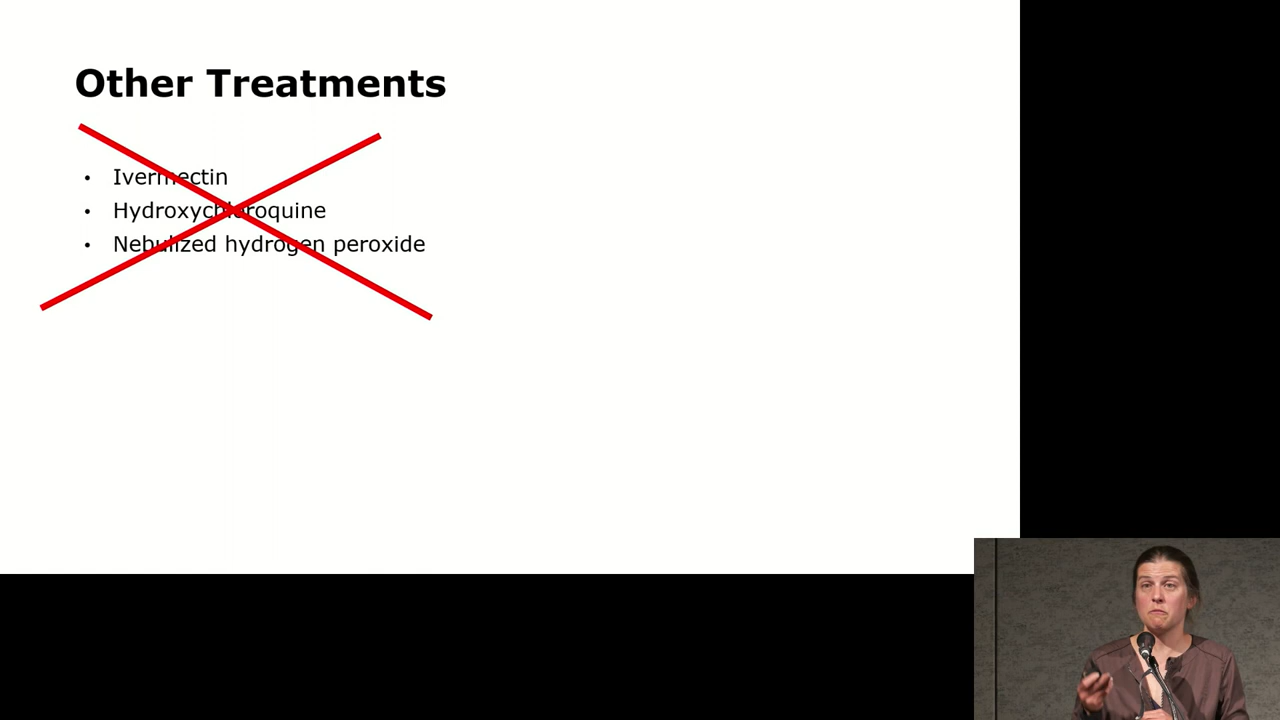 Other Treatments
• Ivermectin
• Hydroxychloroquine
• Nebulized hydrogen peroxide